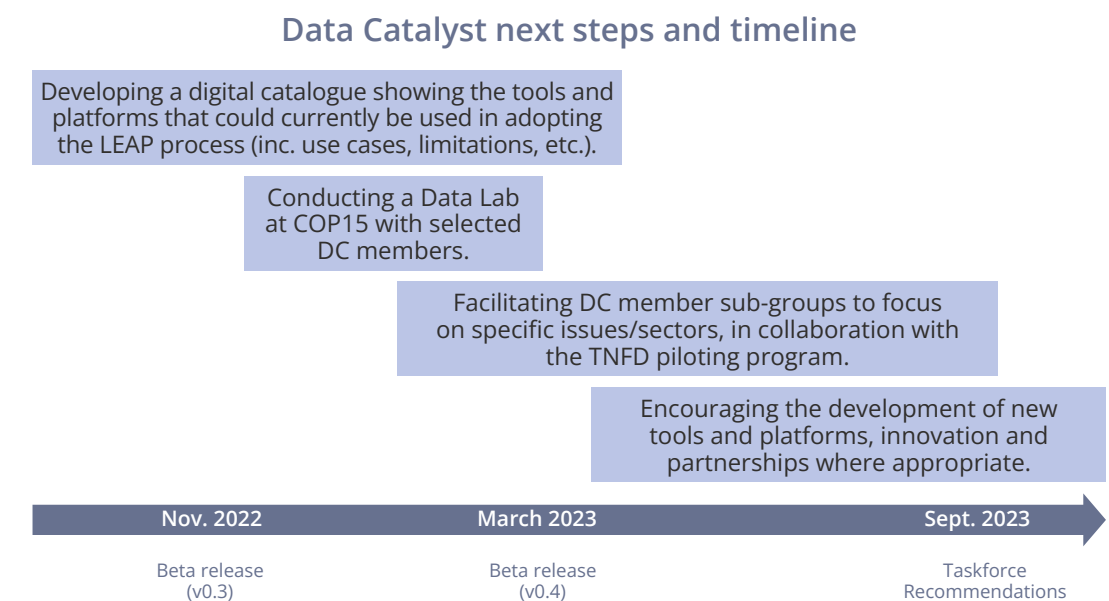 Data Catalyst next steps and timeline
Developing a digital catalogue showing the tools and
platforms that could currently be used in adopting
the LEAP process (inc. use cases, limitations, etc.).
Conducting a Data Lab
at COP15 with selected
DC members.
Facilitating DC member sub-groups to focus
on specific issues/sectors, in collaboration with
the TNFD piloting program.
Encouraging the development of new
tools and platforms, innovation and
partnerships where appropriate.
Nov. 2022
March 2023
Sept. 2023
Beta release
(v0.3)
Beta release
(v0.4)
Taskforce
Recommendations